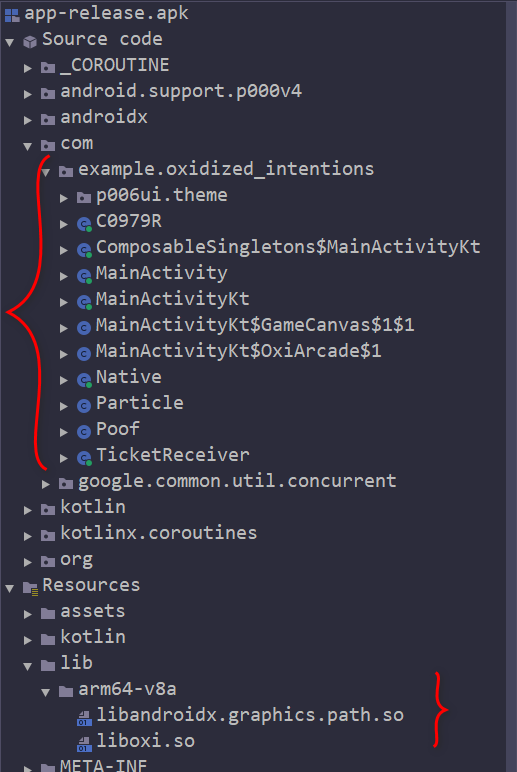 app-release.apk
Source code
_COROUTINE
android.support.p000v4
androidx
com
example.oxidized_intentions
p006ui.theme
C0979R
ComposableSingletons$MainActivityKt
MainActivity
MainActivityKt
MainActivityKt$GameCanvas$1$1
MainActivityKt$OxiArcade$1
Native
Particle
Poof
TicketReceiver
google.common.util.concurrent
kotlin
kotlinx.coroutines
org
Resources
assets
kotlin
lib
arm64-v8a
libandroidx.graphics.path.so
liboxi.so
META-INF